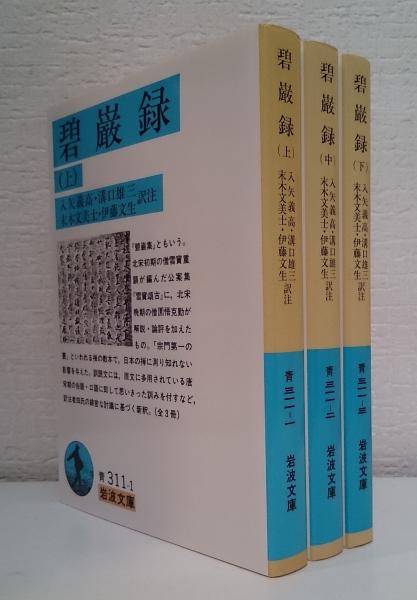 碧巌録
(上)
入矢義高・溝口雄三
末木文美士・伊藤文生
訳注
「碧巌集」ともいう。
北宋初期の僧雪竇重
顕が編んだ公案集
『雪竇頌古』に，北宋
晩期の僧圜悟克勤が
解説・論評を加えた
もの。「宗門第一の
書」といわれる禅の教本で，日本の禅に測り知れない
影響を与えた．訓読文には，原文に多用されている唐
宋期の俗語・口語に即して思いきった訓みを付すなど，
訳注者四氏の綿密な討議に基づく新釈．(全3冊)
青311-1
岩波文庫
碧巌録(上)
入矢義高・溝口雄三
末木文美士・伊藤文生
訳注
青三一一-一
岩波文庫
碧巌録(中)
入矢義高・溝口雄三
末木文美士・伊藤文生
訳注
青三一一-二
岩波文庫
碧巌録(下)
入矢義高・溝口雄三
末木文美士・伊藤文生
訳注
青三一一-三
岩波文庫